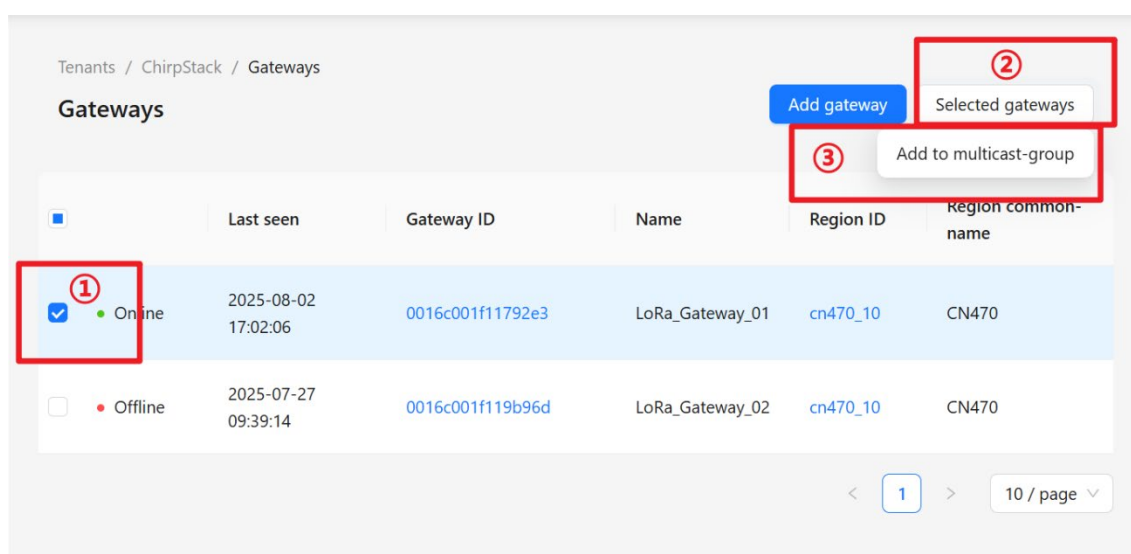 Tenants / ChirpStack / Gateways
②
Gateways
Add gateway
Selected gateways
③
Add to multicast-group
Last seen
Gateway ID
Name
Region ID
Region common-
name
①
Online
2025-08-02
17:02:06
0016c001f11792e3
LoRa_Gateway_01
cn470_10
CN470
Offline
2025-07-27
09:39:14
0016c001f119b96d
LoRa_Gateway_02
cn470_10
CN470
< 1 >
10 / page